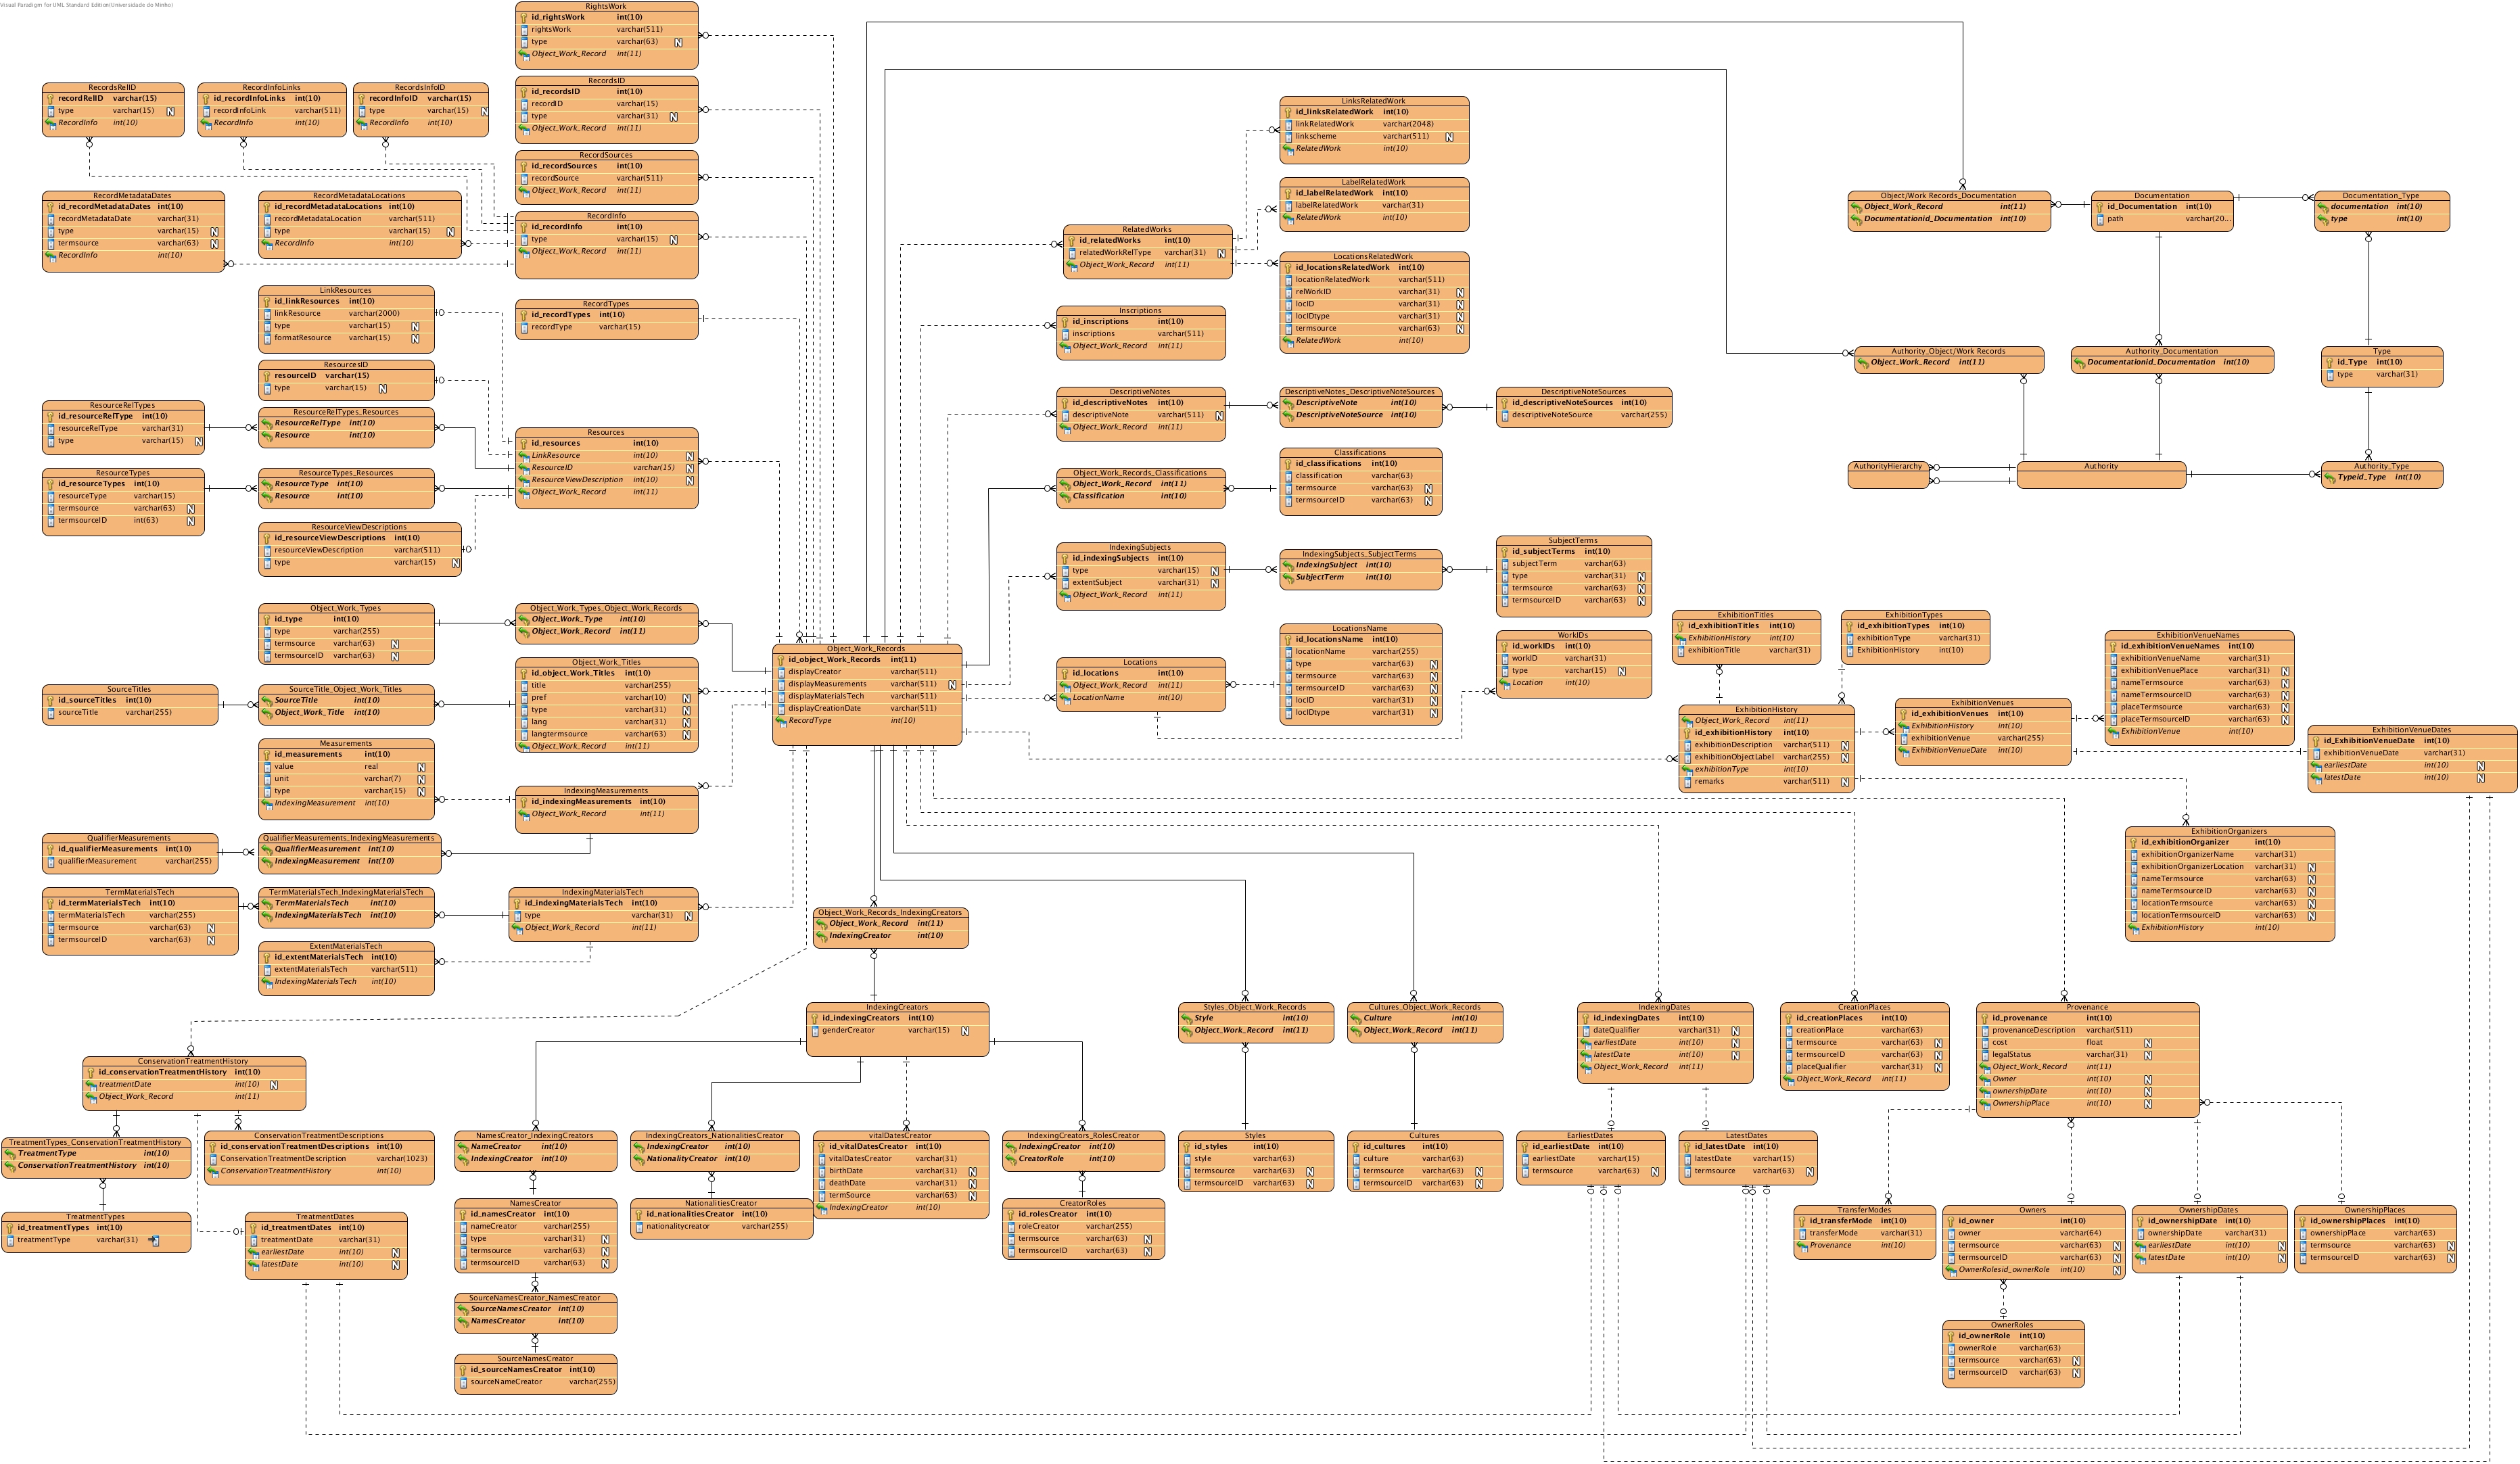 Visual Paradigm for UML Standard Edition(Universidade do Minho)
RightsWork
id_rightsWork int(10)
rightsWork varchar(511)
type varchar(63) N
Object_Work_Record int(11)
RecordsID
id_recordsID int(10)
recordID varchar(15)
type varchar(31) N
Object_Work_Record int(11)
RecordSources
id_recordSources int(10)
recordSource varchar(511)
Object_Work_Record int(11)
RecordInfo
id_recordInfo int(10)
type varchar(15) N
Object_Work_Record int(11)
RecordTypes
id_recordTypes int(10)
recordType varchar(15)
RecordsRelID
recordRelID varchar(15)
type varchar(15) N
RecordInfo int(10)
RecordInfoLinks
id_recordInfoLinks int(10)
recordInfoLink varchar(511)
RecordInfo int(10)
RecordsInfoID
recordInfoID varchar(15)
type varchar(15) N
RecordInfo int(10)
RecordMetadataDates
id_recordMetadataDates int(10)
recordMetadataDate varchar(31)
type varchar(15) N
termsource varchar(63) N
RecordInfo int(10)
RecordMetadataLocations
id_recordMetadataLocations int(10)
recordMetadataLocation varchar(511)
type varchar(15) N
RecordInfo int(10)
LinkResources
id_linkResources int(10)
linkResource varchar(2000)
type varchar(15) N
formatResource varchar(15) N
ResourcesID
resourceID varchar(15)
type varchar(15) N
ResourceRelTypes
id_resourceRelType int(10)
resourceRelType varchar(31)
type varchar(15) N
ResourceRelTypes_Resources
ResourceRelType int(10)
Resource int(10)
Resources
id_resources int(10)
LinkResource int(10) N
ResourceID varchar(15) N
ResourceViewDescription int(10) N
Object_Work_Record int(11)
ResourceTypes
id_resourceTypes int(10)
resourceType varchar(15)
termsource varchar(63) N
termsourceID int(63) N
ResourceTypes_Resources
ResourceType int(10)
Resource int(10)
ResourceViewDescriptions
id_resourceViewDescriptions int(10)
resourceViewDescription varchar(511)
type varchar(15) N
Object_Work_Types
id_type int(10)
type varchar(255)
termsource varchar(63) N
termsourceID varchar(63) N
Object_Work_Types_Object_Work_Records
Object_Work_Type int(10)
Object_Work_Record int(11)
Object_Work_Titles
id_object_Work_Titles int(10)
title varchar(255)
pref varchar(10) N
type varchar(31) N
lang varchar(31) N
langtermsource varchar(63) N
Object_Work_Record int(11)
SourceTitles
id_sourceTitles int(10)
sourceTitle varchar(255)
SourceTitle_Object_Work_Titles
SourceTitle int(10)
Object_Work_Title int(10)
Measurements
id_measurements int(10)
value real N
unit varchar(7) N
type varchar(15) N
IndexingMeasurement int(10)
IndexingMeasurements
id_indexingMeasurements int(10)
Object_Work_Record int(11)
QualifierMeasurements
id_qualifierMeasurements int(10)
qualifierMeasurement varchar(255)
QualifierMeasurements_IndexingMeasurements
QualifierMeasurement int(10)
IndexingMeasurement int(10)
TermMaterialsTech
id_termMaterialsTech int(10)
termMaterialsTech varchar(255)
termsource varchar(63) N
termsourceID varchar(63) N
TermMaterialsTech_IndexingMaterialsTech
TermMaterialsTech int(10)
IndexingMaterialsTech int(10)
IndexingMaterialsTech
id_indexingMaterialsTech int(10)
type varchar(31) N
Object_Work_Record int(11)
ExtentMaterialsTech
id_extentMaterialsTech int(10)
extentMaterialsTech varchar(511)
IndexingMaterialsTech int(10)
Object_Work_Records
id_object_Work_Records int(11)
displayCreator varchar(511)
displayMeasurements varchar(511) N
displayMaterialsTech varchar(511)
displayCreationDate varchar(511)
RecordType int(10)
LinksRelatedWork
id_linksRelatedWork int(10)
linkRelatedWork varchar(2048)
linkscheme varchar(511) N
RelatedWork int(10)
LabelRelatedWork
id_labelRelatedWork int(10)
labelRelatedWork varchar(31)
RelatedWork int(10)
RelatedWorks
id_relatedWorks int(10)
relatedWorkRelType varchar(31) N
Object_Work_Record int(11)
LocationsRelatedWork
id_locationsRelatedWork int(10)
locationRelatedWork varchar(511)
relWorkID varchar(31) N
locID varchar(31) N
locIDtype varchar(31) N
termsource varchar(63) N
RelatedWork int(10)
Inscriptions
id_inscriptions int(10)
inscriptions varchar(511)
Object_Work_Record int(11)
DescriptiveNotes
id_descriptiveNotes int(10)
descriptiveNote varchar(511) N
Object_Work_Record int(11)
DescriptiveNotes_DescriptiveNoteSources
DescriptiveNote int(10)
DescriptiveNoteSource int(10)
DescriptiveNoteSources
id_descriptiveNoteSources int(10)
descriptiveNoteSource varchar(255)
Object_Work_Records_Classifications
Object_Work_Record int(11)
Classification int(10)
Classifications
id_classifications int(10)
classification varchar(63)
termsource varchar(63) N
termsourceID varchar(63) N
IndexingSubjects
id_indexingSubjects int(10)
type varchar(15) N
extentSubject varchar(31) N
Object_Work_Record int(11)
IndexingSubjects_SubjectTerms
IndexingSubject int(10)
SubjectTerm int(10)
SubjectTerms
id_subjectTerms int(10)
subjectTerm varchar(63)
type varchar(31) N
termsource varchar(63) N
termsourceID varchar(63) N
Locations
id_locations int(10)
Object_Work_Record int(11)
LocationName int(10)
LocationsName
id_locationsName int(10)
locationName varchar(255)
type varchar(63) N
termsource varchar(63) N
termsourceID varchar(63) N
locID varchar(31) N
locIDtype varchar(31) N
WorkIDs
id_workIDs int(10)
workID varchar(31)
type varchar(15) N
Location int(10)
Object/Work Records_Documentation
Object_Work_Record int(11)
Documentationid_Documentation int(10)
Documentation
id_Documentation int(10)
path varchar(20...
Documentation_Type
documentation int(10)
type int(10)
Authority_Object/Work Records
Object_Work_Record int(11)
Authority_Documentation
Documentationid_Documentation int(10)
Type
id_Type int(10)
type varchar(31)
AuthorityHierarchy
Authority
Authority_Type
Typeid_Type int(10)
ExhibitionTitles
id_exhibitionTitles int(10)
ExhibitionHistory int(10)
exhibitionTitle varchar(31)
ExhibitionTypes
id_exhibitionTypes int(10)
exhibitionType varchar(31)
ExhibitionHistory int(10)
ExhibitionVenueNames
id_exhibitionVenueNames int(10)
exhibitionVenueName varchar(31)
exhibitionVenuePlace varchar(31) N
nameTermsource varchar(63) N
nameTermsourceID varchar(63) N
placeTermsource varchar(63) N
placeTermsourceID varchar(63) N
ExhibitionVenue int(10)
ExhibitionHistory
Object_Work_Record int(11)
id_exhibitionHistory int(10)
exhibitionDescription varchar(511) N
exhibitionObjectLabel varchar(255) N
exhibitionType int(10)
remarks varchar(511) N
ExhibitionVenues
id_exhibitionVenues int(10)
ExhibitionHistory int(10)
exhibitionVenue varchar(255)
ExhibitionVenueDate int(10)
ExhibitionVenueDates
id_ExhibitionVenueDate int(10)
exhibitionVenueDate varchar(31)
earliestDate int(10) N
latestDate int(10) N
ExhibitionOrganizers
id_exhibitionOrganizer int(10)
exhibitionOrganizerName varchar(31)
exhibitionOrganizerLocation varchar(31) N
nameTermsource varchar(63) N
nameTermsourceID varchar(63) N
locationTermsource varchar(63) N
locationTermsourceID varchar(63) N
ExhibitionHistory int(10)
Object_Work_Records_IndexingCreators
Object_Work_Record int(11)
IndexingCreator int(10)
IndexingCreators
id_indexingCreators int(10)
genderCreator varchar(15) N
Styles_Object_Work_Records
Style int(10)
Object_Work_Record int(11)
Cultures_Object_Work_Records
Culture int(10)
Object_Work_Record int(11)
IndexingDates
id_indexingDates int(10)
dateQualifier varchar(31) N
earliestDate int(10) N
latestDate int(10) N
Object_Work_Record int(11)
CreationPlaces
id_creationPlaces int(10)
creationPlace varchar(63)
termsource varchar(63) N
termsourceID varchar(63) N
placeQualifier varchar(31) N
Object_Work_Record int(11)
Provenance
id_provenance int(10)
provenanceDescription varchar(511)
cost float N
legalStatus varchar(31) N
Object_Work_Record int(11)
Owner int(10) N
ownershipDate int(10) N
OwnershipPlace int(10) N
ConservationTreatmentHistory
id_conservationTreatmentHistory int(10)
treatmentDate int(10) N
Object_Work_Record int(11)
TreatmentTypes_ConservationTreatmentHistory
TreatmentType int(10)
ConservationTreatmentHistory int(10)
ConservationTreatmentDescriptions
id_conservationTreatmentDescriptions int(10)
ConservationTreatmentDescription varchar(1023)
ConservationTreatmentHistory int(10)
TreatmentTypes
id_treatmentTypes int(10)
treatmentType varchar(31)
TreatmentDates
id_treatmentDates int(10)
treatmentDate varchar(31)
earliestDate int(10) N
latestDate int(10) N
NamesCreator_IndexingCreators
NameCreator int(10)
IndexingCreator int(10)
IndexingCreators_NationalitiesCreator
IndexingCreator int(10)
NationalityCreator int(10)
vitalDatesCreator
id_vitalDatesCreator int(10)
vitalDatesCreator varchar(31)
birthDate varchar(31) N
deathDate varchar(31) N
termSource varchar(63) N
IndexingCreator int(10)
IndexingCreators_RolesCreator
IndexingCreator int(10)
CreatorRole int(10)
NamesCreator
id_namesCreator int(10)
nameCreator varchar(255)
type varchar(31) N
termsource varchar(63) N
termsourceID varchar(63) N
NationalitiesCreator
id_nationalitiesCreator int(10)
nationalitycreator varchar(255)
CreatorRoles
id_rolesCreator int(10)
roleCreator varchar(255)
termsource varchar(63) N
termsourceID varchar(63) N
SourceNamesCreator_NamesCreator
SourceNamesCreator int(10)
NamesCreator int(10)
SourceNamesCreator
id_sourceNamesCreator int(10)
sourceNameCreator varchar(255)
Styles
id_styles int(10)
style varchar(63)
termsource varchar(63) N
termsourceID varchar(63) N
Cultures
id_cultures int(10)
culture varchar(63)
termsource varchar(63) N
termsourceID varchar(63) N
EarliestDates
id_earliestDate int(10)
earliestDate varchar(15)
termsource varchar(63) N
LatestDates
id_latestDate int(10)
latestDate varchar(15)
termsource varchar(63) N
TransferModes
id_transferMode int(10)
transferMode varchar(31)
Provenance int(10)
Owners
id_owner int(10)
owner varchar(64)
termsource varchar(63) N
termsourceID varchar(63) N
OwnerRolesid_ownerRole int(10) N
OwnershipDates
id_ownershipDate int(10)
ownershipDate varchar(31)
earliestDate int(10) N
latestDate int(10) N
OwnershipPlaces
id_ownershipPlaces int(10)
ownershipPlace varchar(63)
termsource varchar(63) N
termsourceID varchar(63) N
OwnerRoles
id_ownerRole int(10)
ownerRole varchar(63)
termsource varchar(63) N
termsourceID varchar(63) N